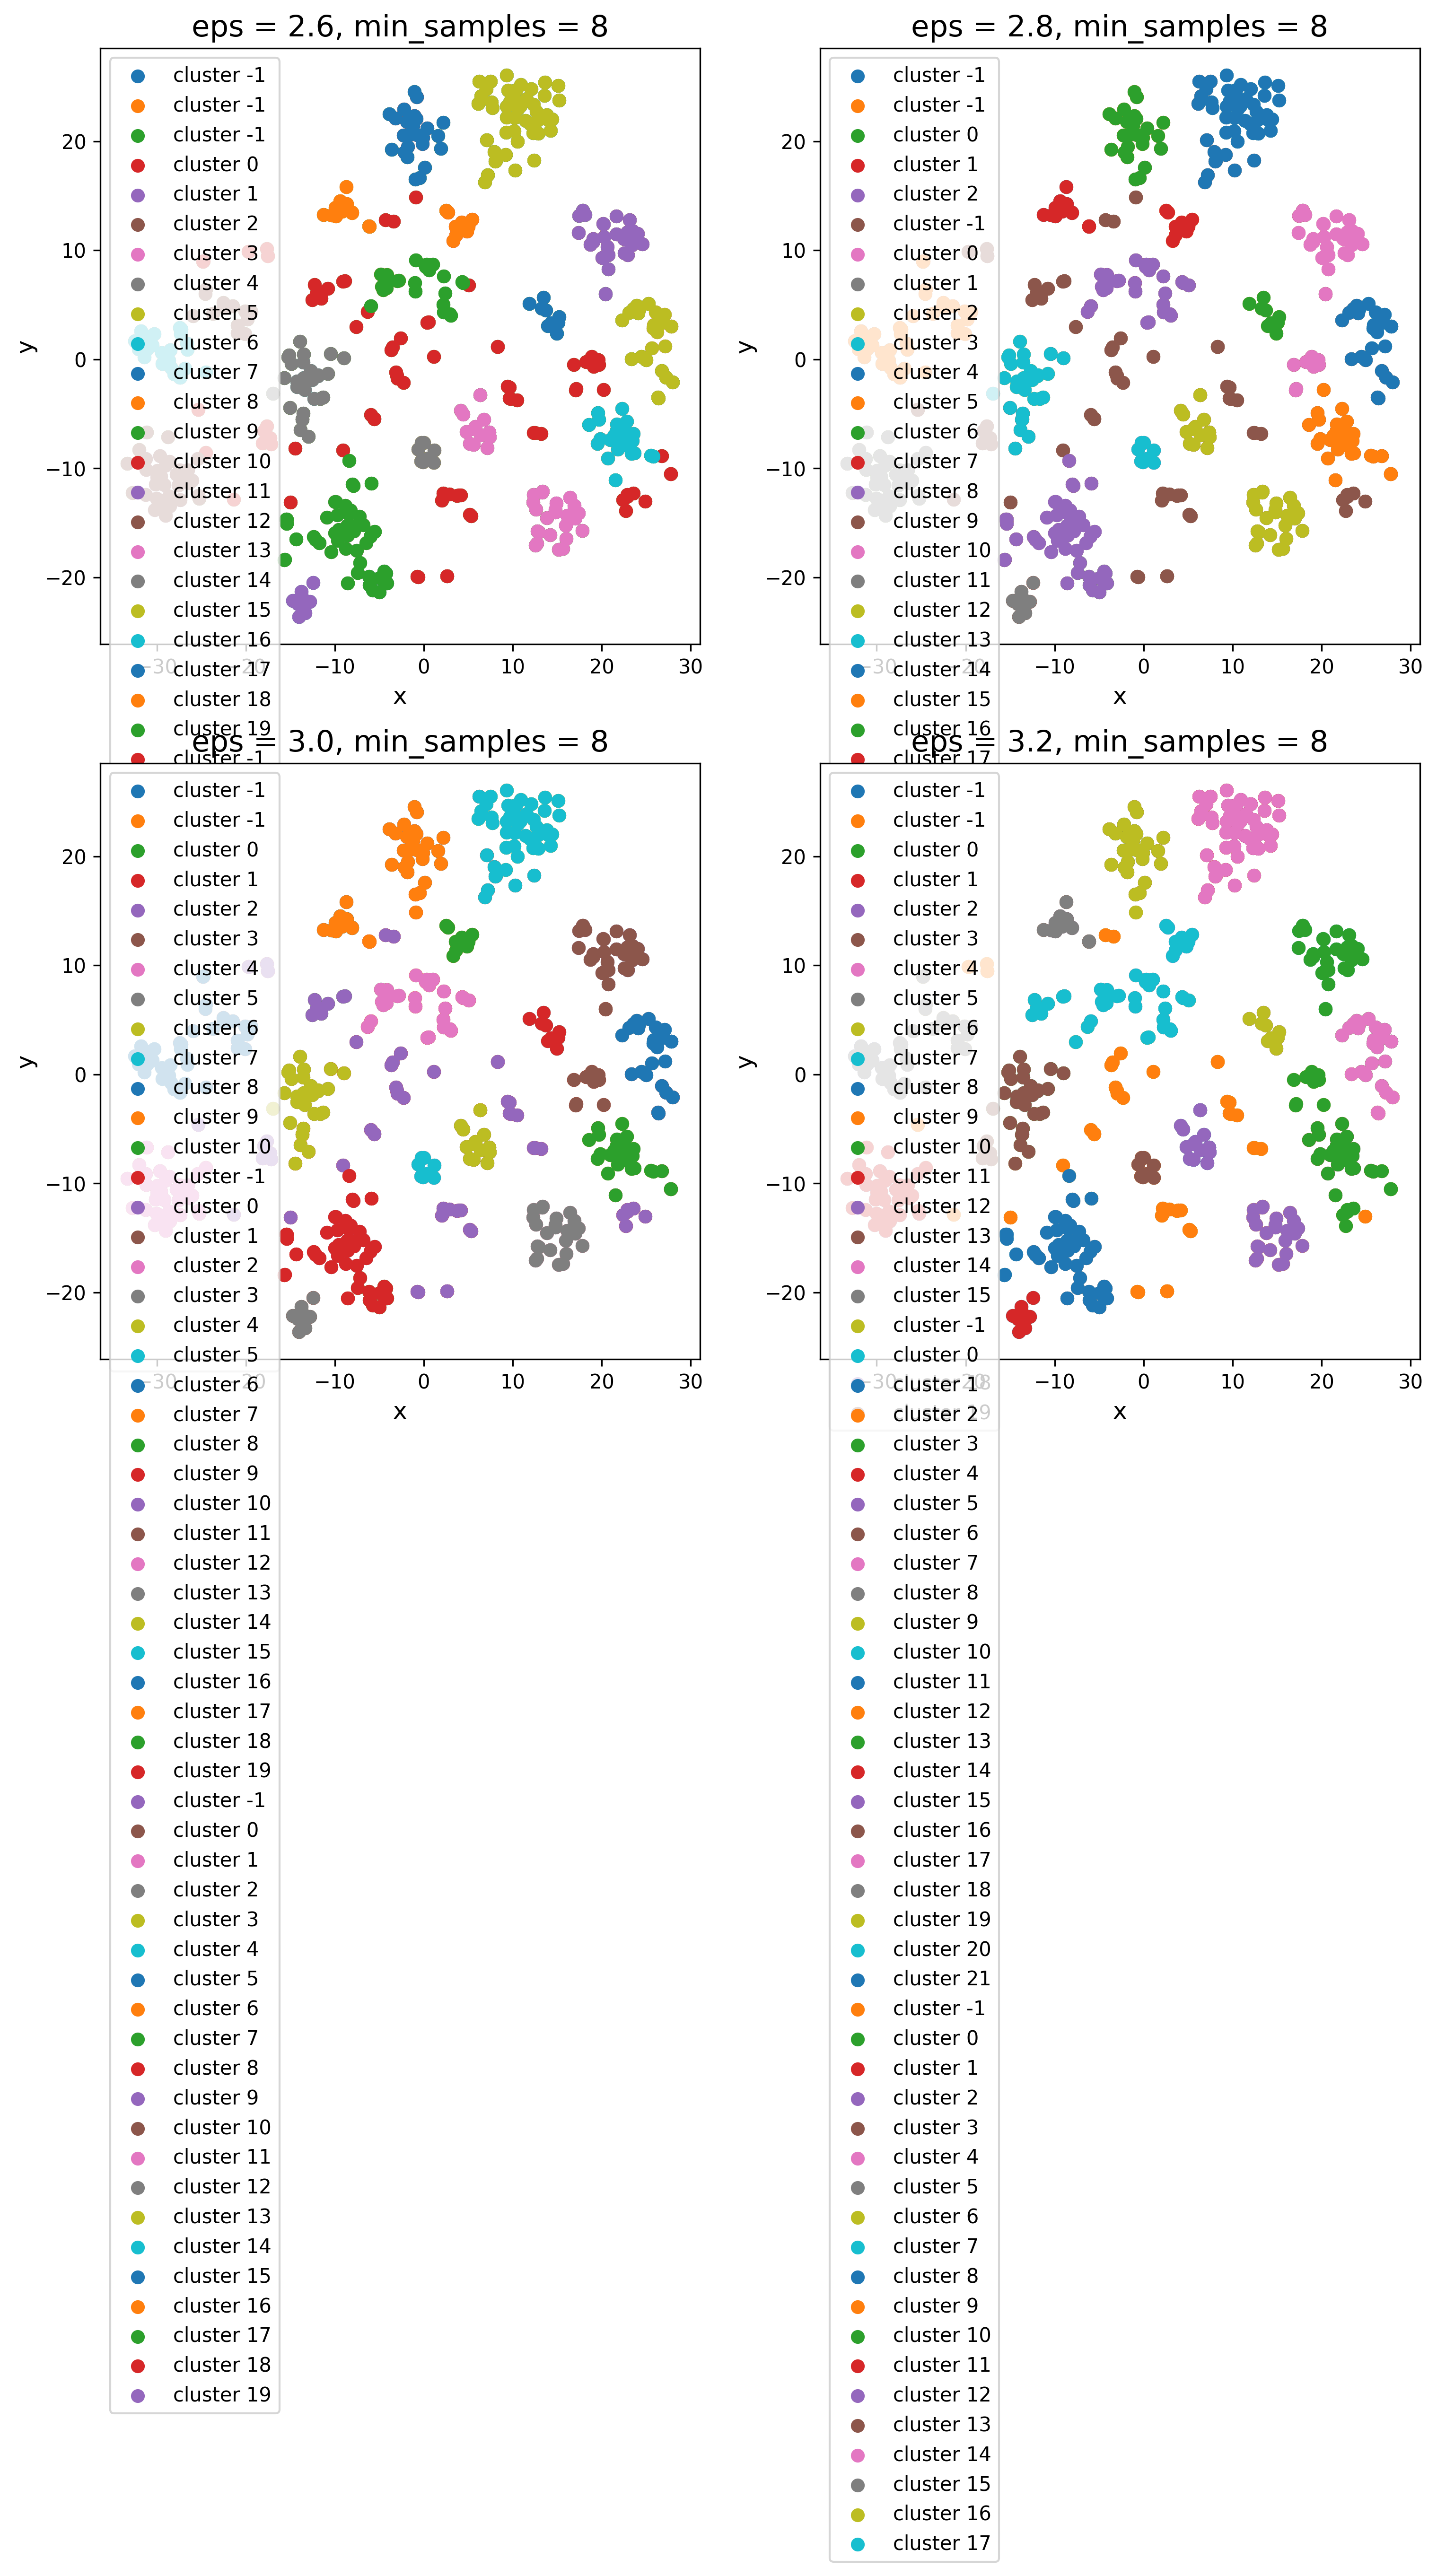 eps = 2.6, min_samples = 8
y
20
10
0
−10
−20
cluster -1
cluster -1
cluster -1
cluster 0
cluster 1
cluster 2
cluster 3
cluster 4
cluster 5
cluster 6
cluster 7
cluster 8
cluster 9
cluster 10
cluster 11
cluster 12
cluster 13
cluster 14
cluster 15
cluster 16
cluster 17
cluster 18
cluster 19
cluster -1
−30 −20 −10 0 10 20 30
x
eps = 2.8, min_samples = 8
y
20
10
0
−10
−20
cluster -1
cluster -1
cluster 0
cluster 1
cluster 2
cluster -1
cluster 0
cluster 1
cluster 2
cluster 3
cluster 4
cluster 5
cluster 6
cluster 7
cluster 8
cluster 9
cluster 10
cluster 11
cluster 12
cluster 13
cluster 14
cluster 15
cluster 16
cluster 17
−30 −20 −10 0 10 20 30
x
eps = 3.0, min_samples = 8
y
20
10
0
−10
−20
cluster -1
cluster -1
cluster 0
cluster 1
cluster 2
cluster 3
cluster 4
cluster 5
cluster 6
cluster 7
cluster 8
cluster 9
cluster 10
cluster -1
cluster 0
cluster 1
cluster 2
cluster 3
cluster 4
cluster 5
cluster 6
cluster 7
cluster 8
cluster 9
cluster 10
cluster 11
cluster 12
cluster 13
cluster 14
cluster 15
cluster 16
cluster 17
cluster 18
cluster 19
cluster -1
cluster 0
cluster 1
cluster 2
cluster 3
cluster 4
cluster 5
cluster 6
cluster 7
cluster 8
cluster 9
cluster 10
cluster 11
cluster 12
cluster 13
cluster 14
cluster 15
cluster 16
cluster 17
cluster 18
cluster 19
−30 −20 −10 0 10 20 30
x
eps = 3.2, min_samples = 8
y
20
10
0
−10
−20
cluster -1
cluster -1
cluster 0
cluster 1
cluster 2
cluster 3
cluster 4
cluster 5
cluster 6
cluster 7
cluster 8
cluster 9
cluster 10
cluster 11
cluster 12
cluster 13
cluster 14
cluster 15
cluster -1
cluster 0
cluster 1
cluster 2
cluster 3
cluster 4
cluster 5
cluster 6
cluster 7
cluster 8
cluster 9
cluster 10
cluster 11
cluster 12
cluster 13
cluster 14
cluster 15
cluster 16
cluster 17
cluster 18
cluster 19
cluster 20
cluster 21
cluster -1
cluster 0
cluster 1
cluster 2
cluster 3
cluster 4
cluster 5
cluster 6
cluster 7
cluster 8
cluster 9
cluster 10
cluster 11
cluster 12
cluster 13
cluster 14
cluster 15
cluster 16
cluster 17
−30 −20 −10 0 10 20 30
x